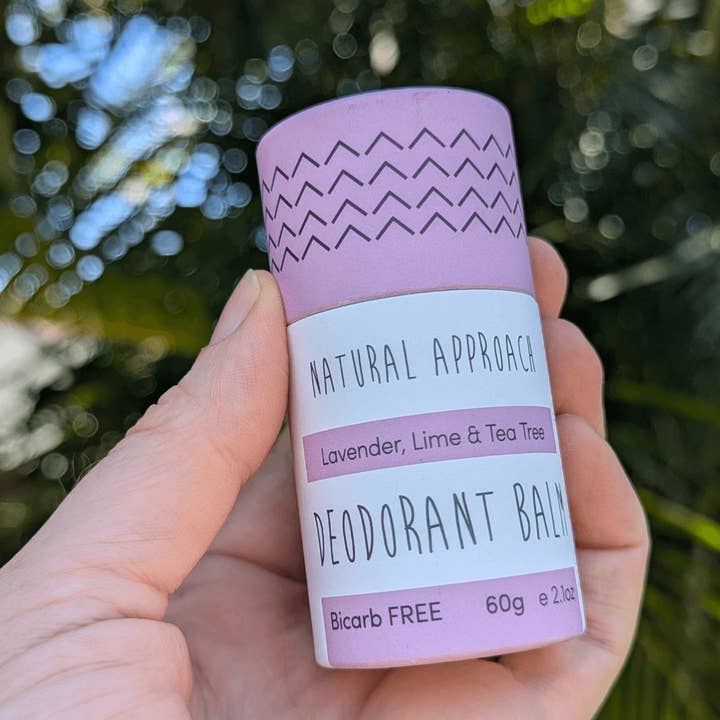 NATURAL APPROACH
Lavender, Lime & Tea Tree
DEODORANT BALM
Bicarb FREE 60g e 2.1oz